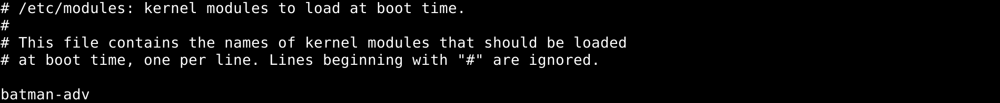 # /etc/modules: kernel modules to load at boot time.
#
# This file contains the names of kernel modules that should be loaded
# at boot time, one per line. Lines beginning with "#" are ignored.
batman-adv